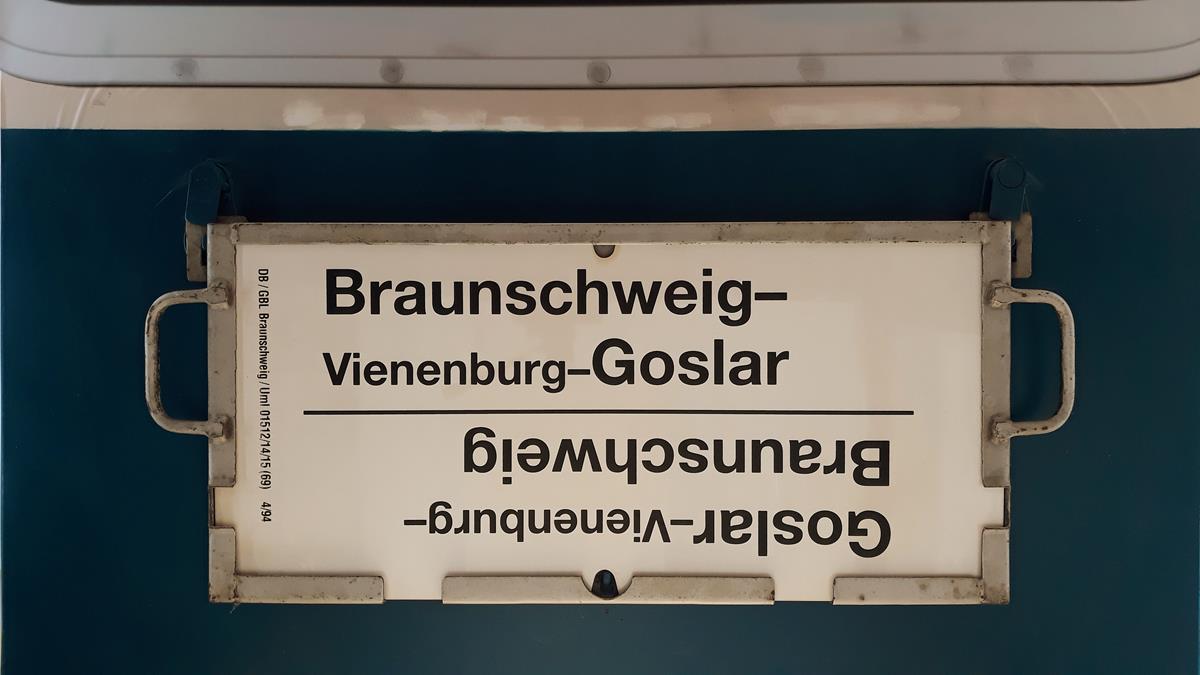 Braunschweig–
Vienenburg–Goslar
Goslar–Vienenburg–
Braunschweig
DB / GBL Braunschweig / Uml 01512/14/15 (69) 4/94